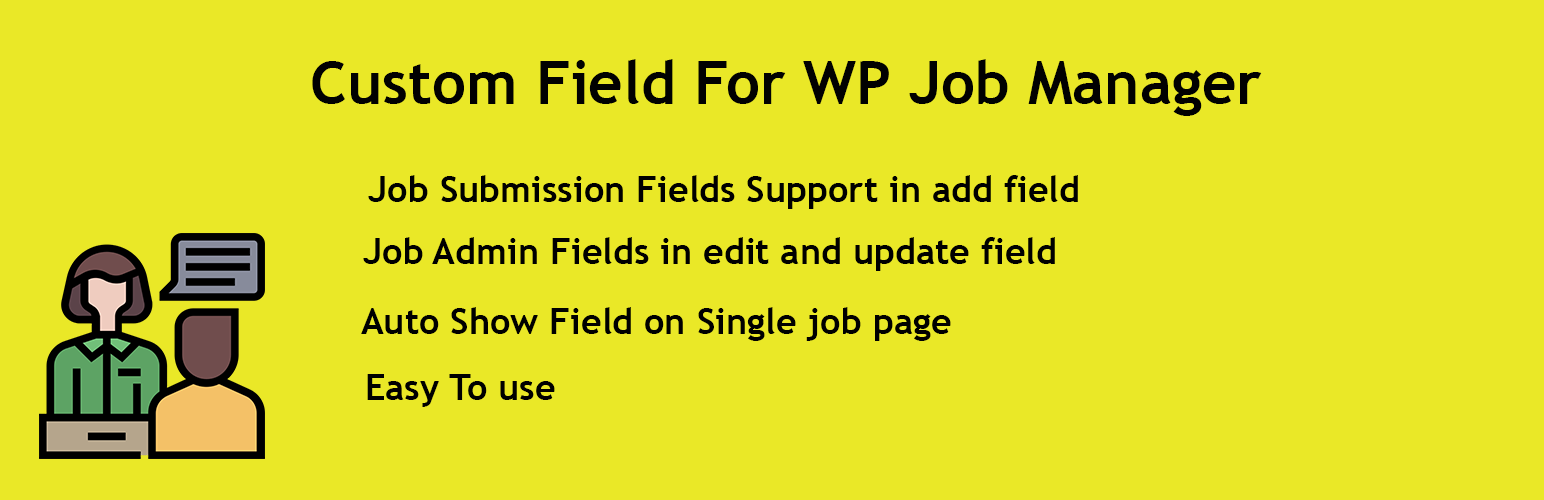 Custom Field For WP Job Manager
Job Submission Fields Support in add field
Job Admin Fields in edit and update field
Auto Show Field on Single job page
Easy To use